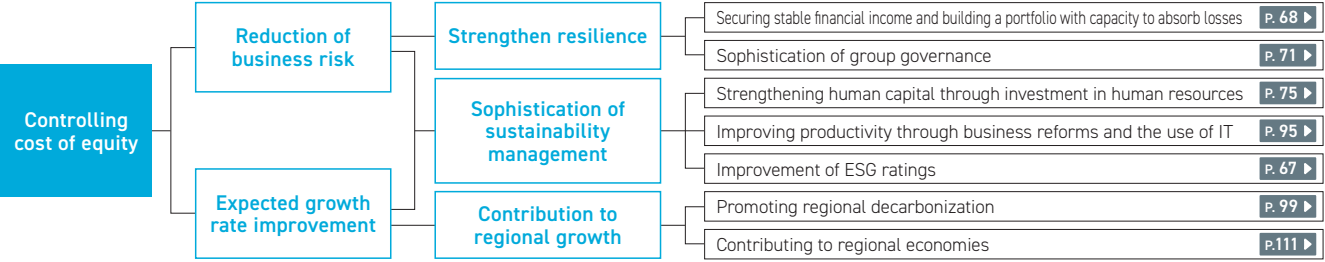 Controlling
cost of equity
Reduction of
business risk
Expected growth
rate improvement
Strengthen resilience
Sophistication of
sustainability
management
Contribution to
regional growth
Securing stable financial income and building a portfolio with capacity to absorb losses P. 68 ▶
Sophistication of group governance P. 71 ▶
Strengthening human capital through investment in human resources P. 75 ▶
Improving productivity through business reforms and the use of IT P. 95 ▶
Improvement of ESG ratings P. 67 ▶
Promoting regional decarbonization P. 99 ▶
Contributing to regional economies P.111 ▶